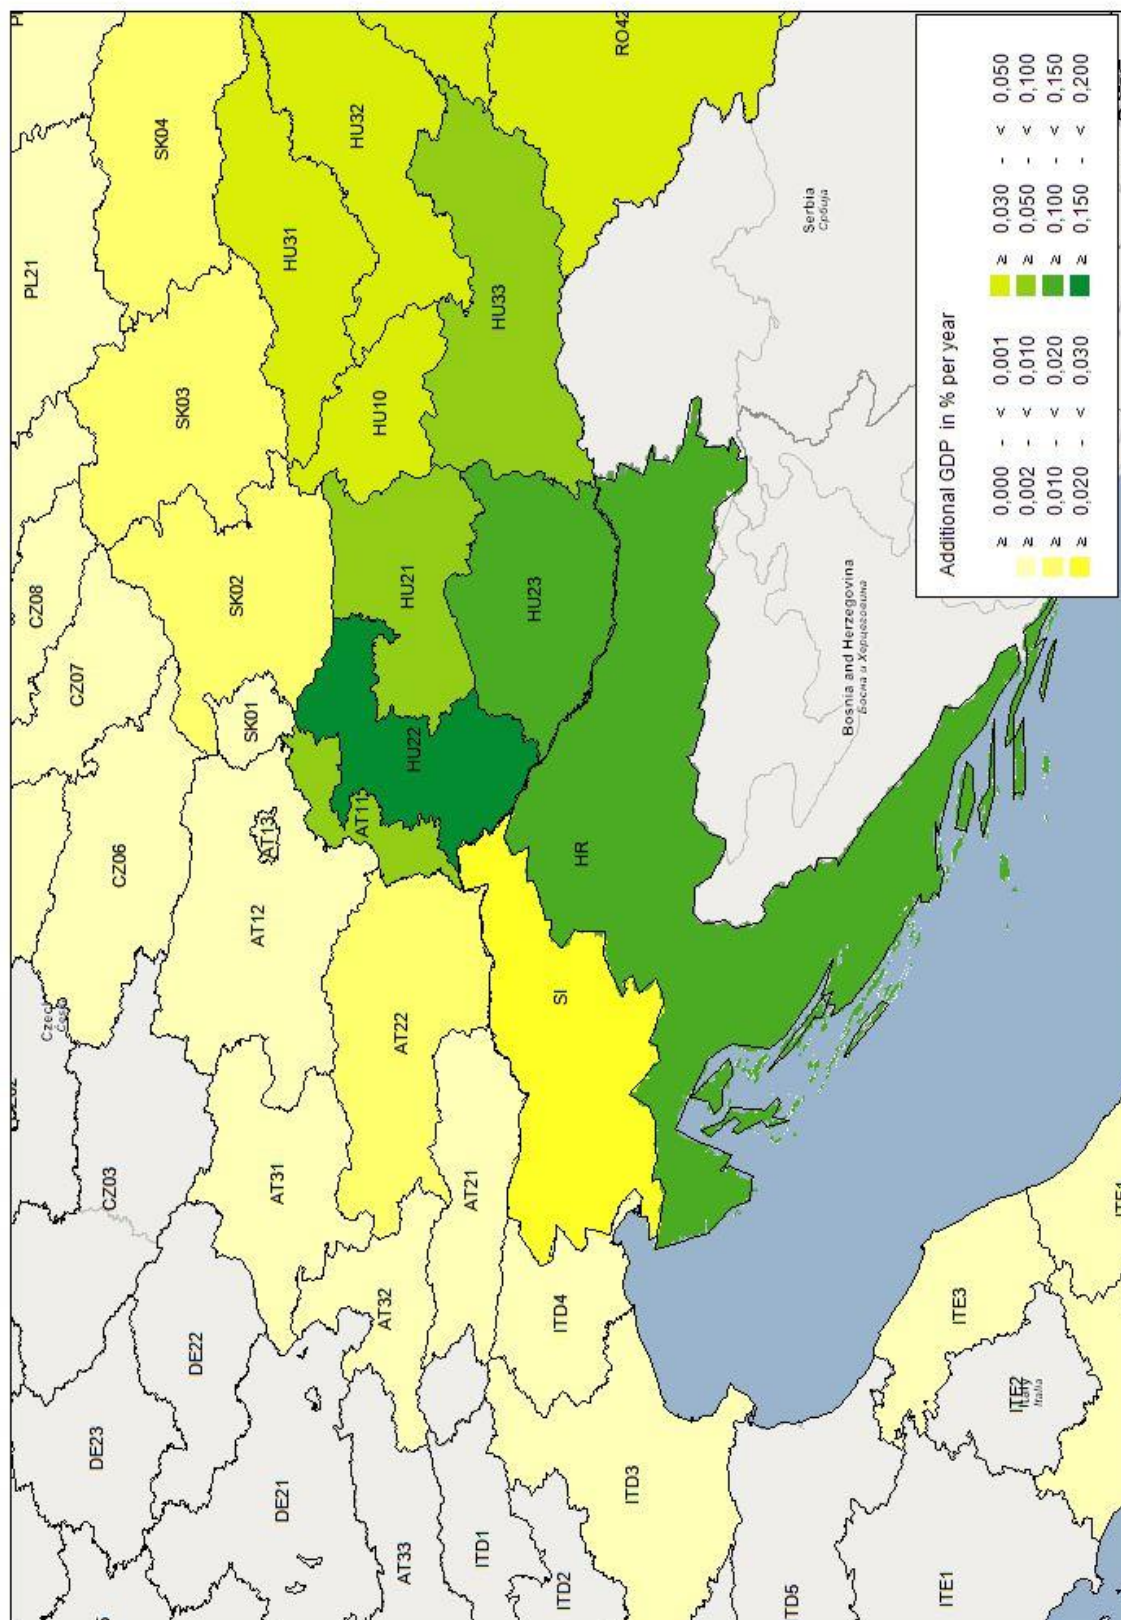 PL21
SK04
CZ08
SK03
HU31
HU32
RO42
CZ07
SK02
HU10
HU33
SK01
HU21
HU23
Serbia
Србија
CZ06
AT13
AT11
HU22
AT12
HR
Bosnia and Herzegovina
Босна и Херцеговина
Czech
AT22
SI
CZ03
AT31
AT21
DE22
AT32
ITD4
ITE3
DE23
DE21
AT33
ITD1
ITD2
ITD3
TD5
ITE1
ITE2
Italy
Italia
Additional GDP in % per year
≥ 0,000 - < 0,001
≥ 0,002 - < 0,010
≥ 0,010 - < 0,020
≥ 0,020 - < 0,030
≥ 0,030 - < 0,050
≥ 0,050 - < 0,100
≥ 0,100 - < 0,150
≥ 0,150 - < 0,200